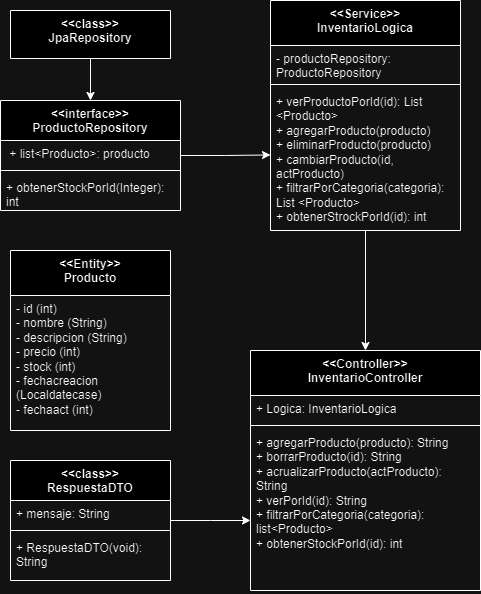 <<class>>
JpaRepository
<<interface>>
ProductoRepository
+ list<Producto>: producto
+ obtenerStockPorId(Integer):
int
<<Service>>
InventarioLogica
- productoRepository:
ProductoRepository
+ verProductoPorId(id): List
<Producto>
+ agregarProducto(producto)
+ eliminarProducto(producto)
+ cambiarProducto(id,
actProducto)
+ filtrarPorCategoria(categoria):
List <Producto>
+ obtenerStrockPorId(id): int
<<Entity>>
Producto
- id (int)
- nombre (String)
- descripcion (String)
- precio (int)
- stock (int)
- fechacreacion
(Localdatecase)
- fechaact (int)
<<Controller>>
InventarioController
+ Logica: InventarioLogica
+ agregarProducto(producto): String
+ borrarProducto(id): String
+ acrualizarProducto(actProducto):
String
+ verPorId(id): String
+ filtrarPorCategoria(categoria):
list<Producto>
+ obtenerStockPorId(id): int
<<class>>
RespuestaDTO
+ mensaje: String
+ RespuestaDTO(void):
String